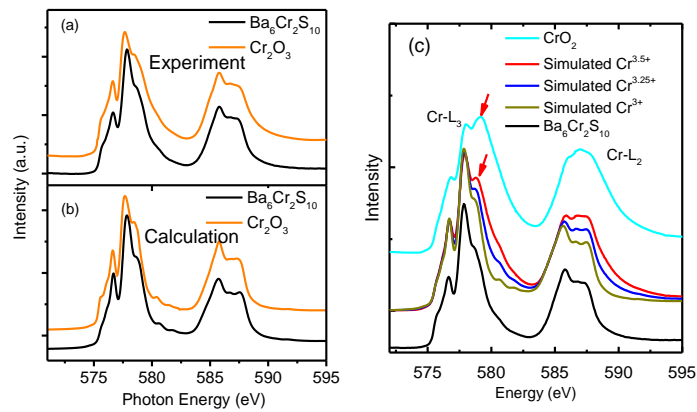 (a)
Ba₆Cr₂S₁₀
Cr₂O₃
Experiment
(b)
Ba₆Cr₂S₁₀
Cr₂O₃
Calculation
Intensity (a.u.)
575 580 585 590 595
Photon Energy (eV)
(c)
CrO₂
Simulated Cr³·⁵⁺
Simulated Cr³·²⁵⁺
Simulated Cr³⁺
Ba₆Cr₂S₁₀
Cr-L₃
Cr-L₂
Intensity
575 580 585 590 595
Energy (eV)